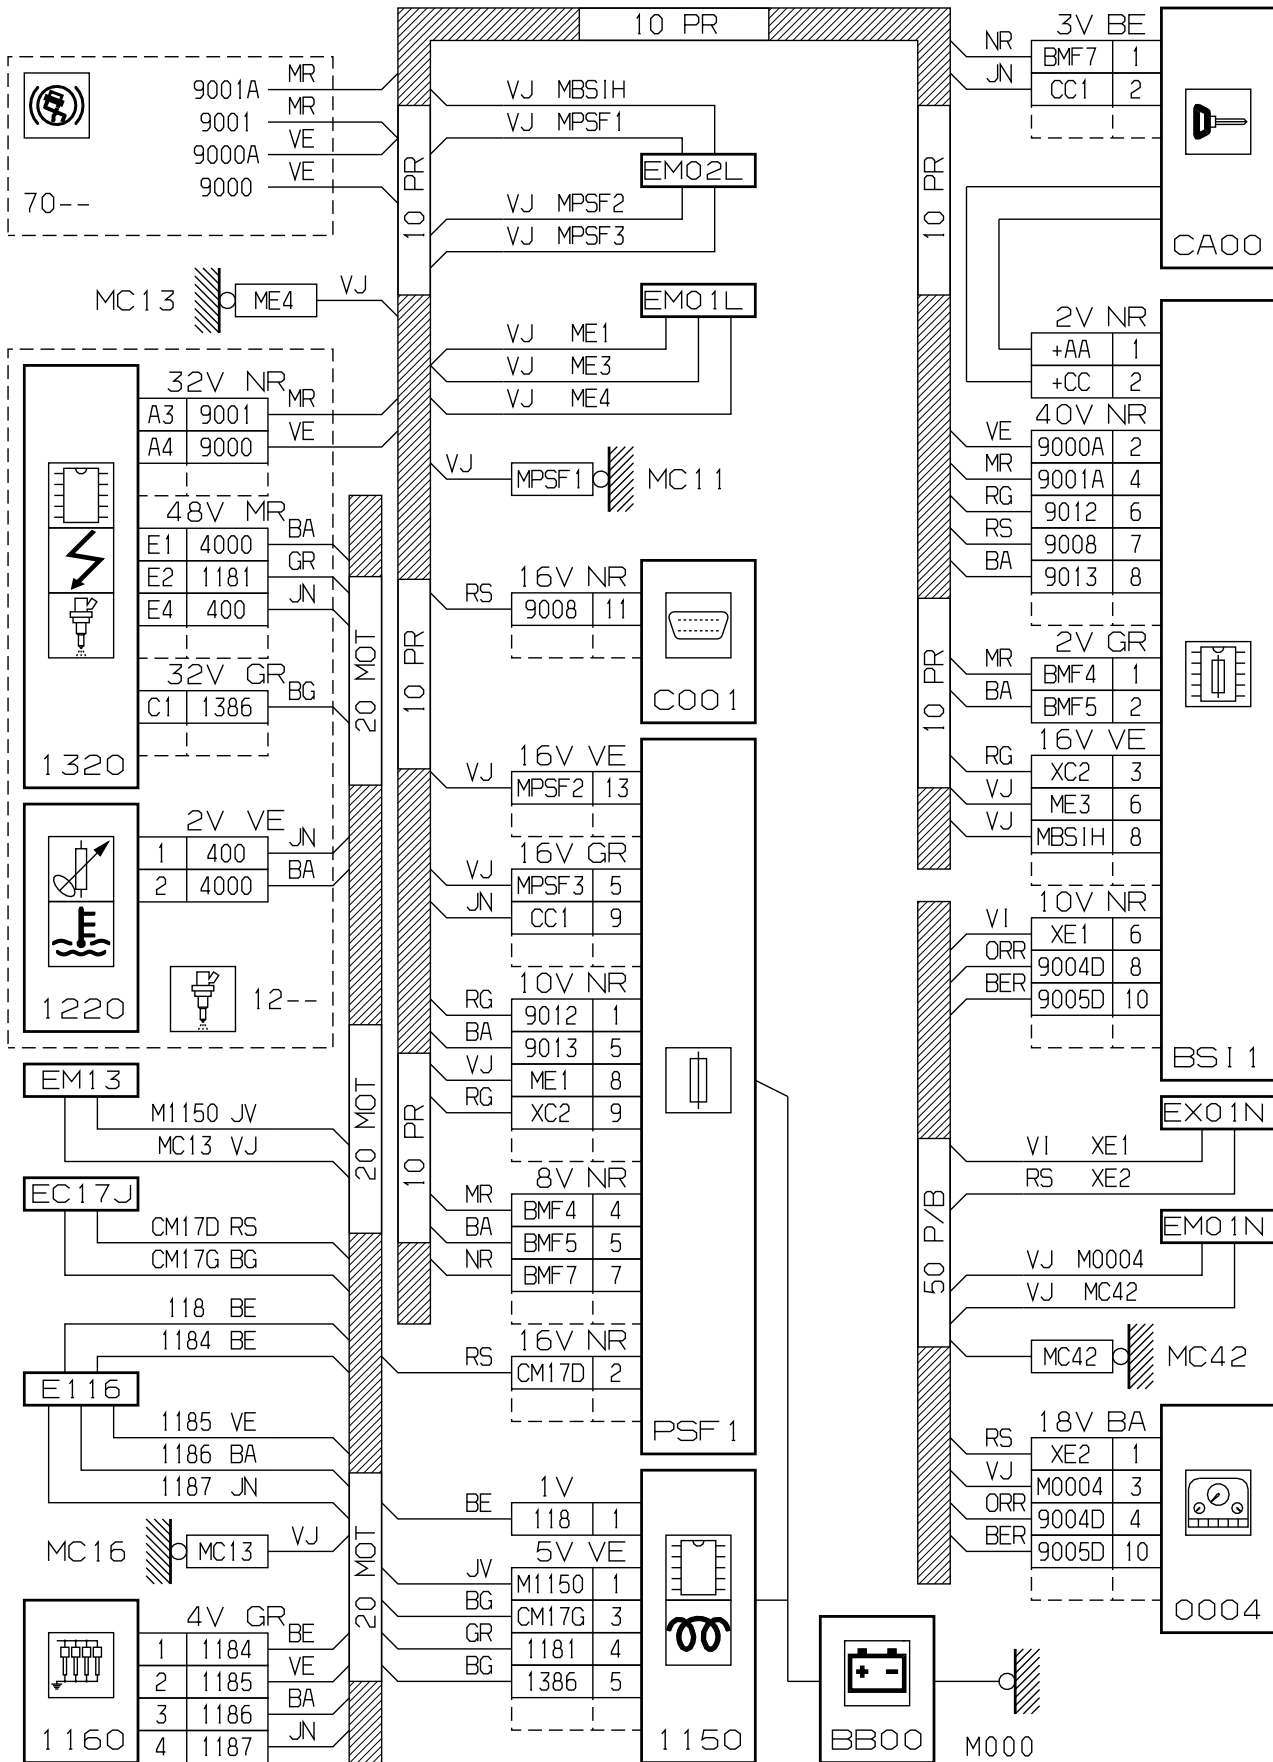 10 PR
70--
9001A MR
9001 MR
9000A VE
9000 VE
VJ MBSIH
VJ MPSF1
EM02L
VJ MPSF2
VJ MPSF3
10 PR
MC13
ME4
VJ
EM01L
VJ ME1
VJ ME3
VJ ME4
VJ
MPSF1
MC11
32V NR
A3 9001 MR
A4 9000 VE
48V MR
E1 4000 BA
E2 1181 GR
E4 400 JN
32V GR
C1 1386 BG
1320
2V VE
1 400 JN
2 4000 BA
1220
12--
20 MOT
10 PR
EM13
M1150 JV
MC13 VJ
20 MOT
10 PR
EC17J
CM17D RS
CM17G BG
118 BE
1184 BE
E116
1185 VE
1186 BA
1187 JN
MC16
MC13
VJ
20 MOT
4V GR
1 1184 BE
2 1185 VE
3 1186 BA
4 1187 JN
1160
16V NR
RS 9008 11
C001
16V VE
VJ MPSF2 13
16V GR
VJ MPSF3 5
JN CC1 9
10V NR
RG 9012 1
BA 9013 5
VJ ME1 8
RG XC2 9
8V NR
MR BMF4 4
BA BMF5 5
NR BMF7 7
16V NR
RS CM17D 2
PSF1
1V
BE 118 1
5V VE
JV M1150 1
BG CM17G 3
GR 1181 4
BG 1386 5
1150
BB00
M000
3V BE
NR BMF7 1
JN CC1 2
CA00
10 PR
2V NR
+AA 1
+CC 2
40V NR
VE 9000A 2
MR 9001A 4
RG 9012 6
RS 9008 7
BA 9013 8
10 PR
2V GR
MR BMF4 1
BA BMF5 2
16V VE
RG XC2 3
VJ ME3 6
VJ MBSIH 8
10V NR
VI XE1 6
ORR 9004D 8
BER 9005D 10
BSI1
EX01N
VI XE1
RS XE2
50 P/B
EM01N
VJ M0004
VJ MC42
MC42
MC42
18V BA
RS XE2 1
VJ M0004 3
ORR 9004D 4
BER 9005D 10
0004